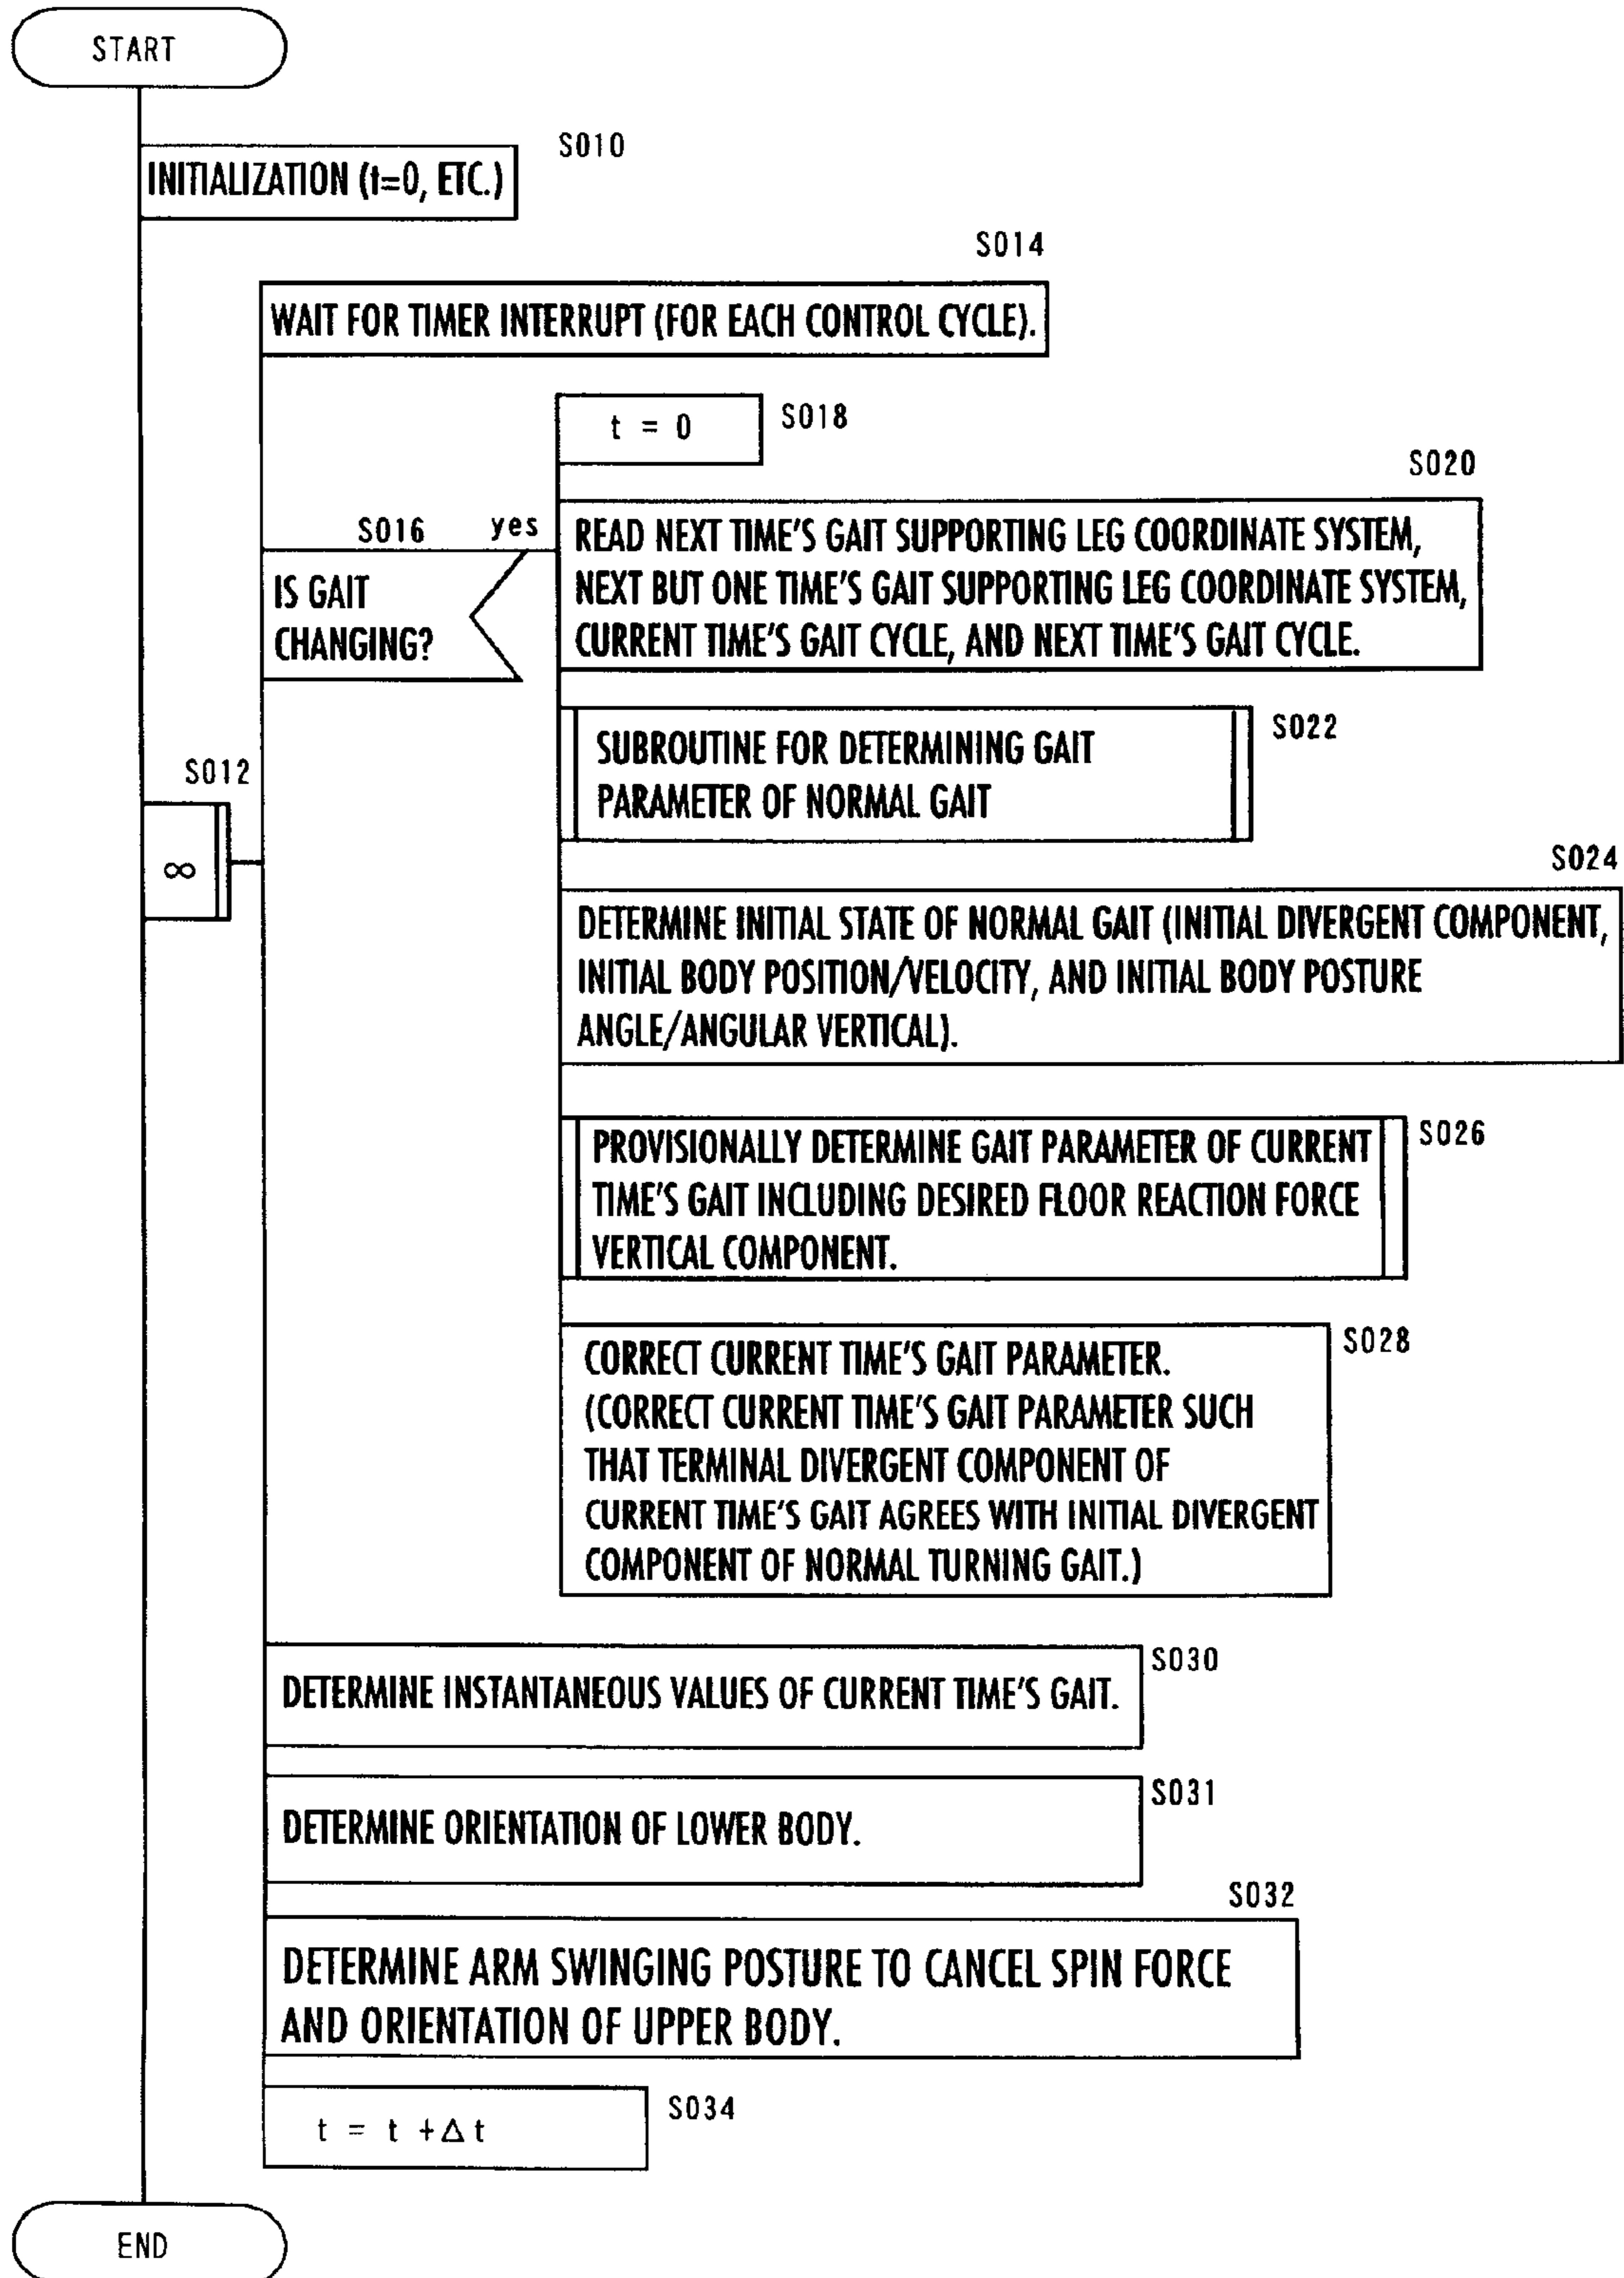 START
S010
INITIALIZATION (t=0, ETC.)
S014
WAIT FOR TIMER INTERRUPT (FOR EACH CONTROL CYCLE).
t = 0
S018
S020
S016
yes
IS GAIT
CHANGING?
READ NEXT TIME'S GAIT SUPPORTING LEG COORDINATE SYSTEM,
NEXT BUT ONE TIME'S GAIT SUPPORTING LEG COORDINATE SYSTEM,
CURRENT TIME'S GAIT CYCLE, AND NEXT TIME'S GAIT CYCLE.
S022
SUBROUTINE FOR DETERMINING GAIT
PARAMETER OF NORMAL GAIT
S012
∞
S024
DETERMINE INITIAL STATE OF NORMAL GAIT (INITIAL DIVERGENT COMPONENT,
INITIAL BODY POSITION/VELOCITY, AND INITIAL BODY POSTURE
ANGLE/ANGULAR VERTICAL).
S026
PROVISIONALLY DETERMINE GAIT PARAMETER OF CURRENT
TIME'S GAIT INCLUDING DESIRED FLOOR REACTION FORCE
VERTICAL COMPONENT.
S028
CORRECT CURRENT TIME'S GAIT PARAMETER.
(CORRECT CURRENT TIME'S GAIT PARAMETER SUCH
THAT TERMINAL DIVERGENT COMPONENT OF
CURRENT TIME'S GAIT AGREES WITH INITIAL DIVERGENT
COMPONENT OF NORMAL TURNING GAIT.)
S030
DETERMINE INSTANTANEOUS VALUES OF CURRENT TIME'S GAIT.
S031
DETERMINE ORIENTATION OF LOWER BODY.
S032
DETERMINE ARM SWINGING POSTURE TO CANCEL SPIN FORCE
AND ORIENTATION OF UPPER BODY.
S034
t = t +Δt
END